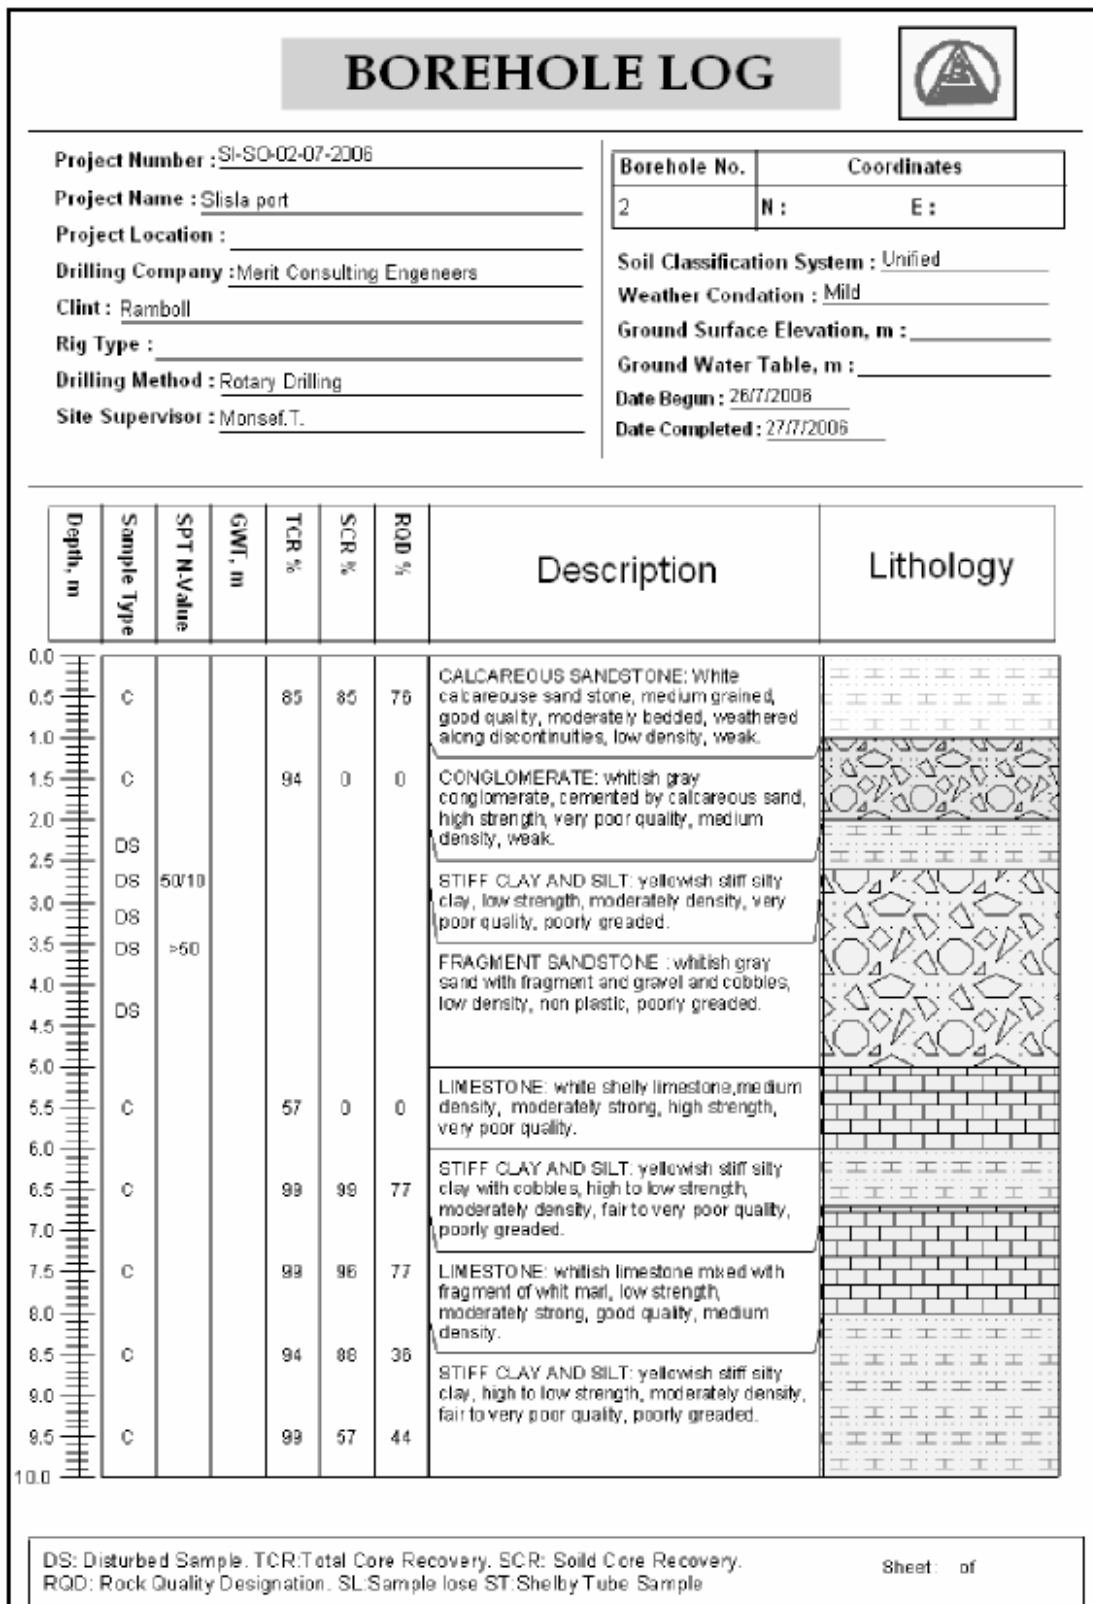 BOREHOLE LOG
Project Number : SI-SO-02-07-2006
Project Name : Slisla port
Project Location :
Drilling Company : Merit Consulting Engeneers
Clint : Ramboll
Rig Type :
Drilling Method : Rotary Drilling
Site Supervisor : Monsef.T.
Borehole No. Coordinates
2 N : E :
Soil Classification System : Unified
Weather Condation : Mild
Ground Surface Elevation, m :
Ground Water Table, m :
Date Begun : 26/7/2006
Date Completed : 27/7/2006
Depth, m Sample Type SPT N-Value GWT, m TCR % SCR % RQD % Description Lithology
0.0
0.5 C 85 85 76
1.0
CALCAREOUS SANDSTONE: White
calcareouse sand stone, medium grained,
good quality, moderately bedded, weathered
along discontinuities, low density, weak.
1.5 C 94 0 0
2.0
CONGLOMERATE: whitish gray
conglomerate, cemented by calcareous sand,
high strength, very poor quality, medium
density, weak.
DS
2.5
DS 50/10
3.0
DS
STIFF CLAY AND SILT: yellowish stiff silty
clay, low strength, moderately density, very
poor quality, poorly greaded.
3.5 DS >50
4.0
DS
4.5
FRAGMENT SANDSTONE : whitish gray
sand with fragment and gravel and cobbles,
low density, non plastic, poorly greaded.
5.0
5.5 C 57 0 0
LIMESTONE: white shelly limestone,medium
density, moderately strong, high strength,
very poor quality.
6.0
6.5 C 99 99 77
7.0
STIFF CLAY AND SILT: yellowish stiff silty
clay with cobbles, high to low strength,
moderately density, fair to very poor quality,
poorly greaded.
7.5 C 99 96 77
8.0
LIMESTONE: whitish limestone mixed with
fragment of whit marl, low strength,
moderately strong, good quality, medium
density.
8.5 C 94 88 36
9.0
STIFF CLAY AND SILT: yellowish stiff silty
clay, high to low strength, moderately density,
fair to very poor quality, poorly greaded.
9.5 C 99 57 44
10.0
DS: Disturbed Sample. TCR:Total Core Recovery. SCR: Soild Core Recovery.
RQD: Rock Quality Designation. SL:Sample lose ST:Shelby Tube Sample
Sheet: of